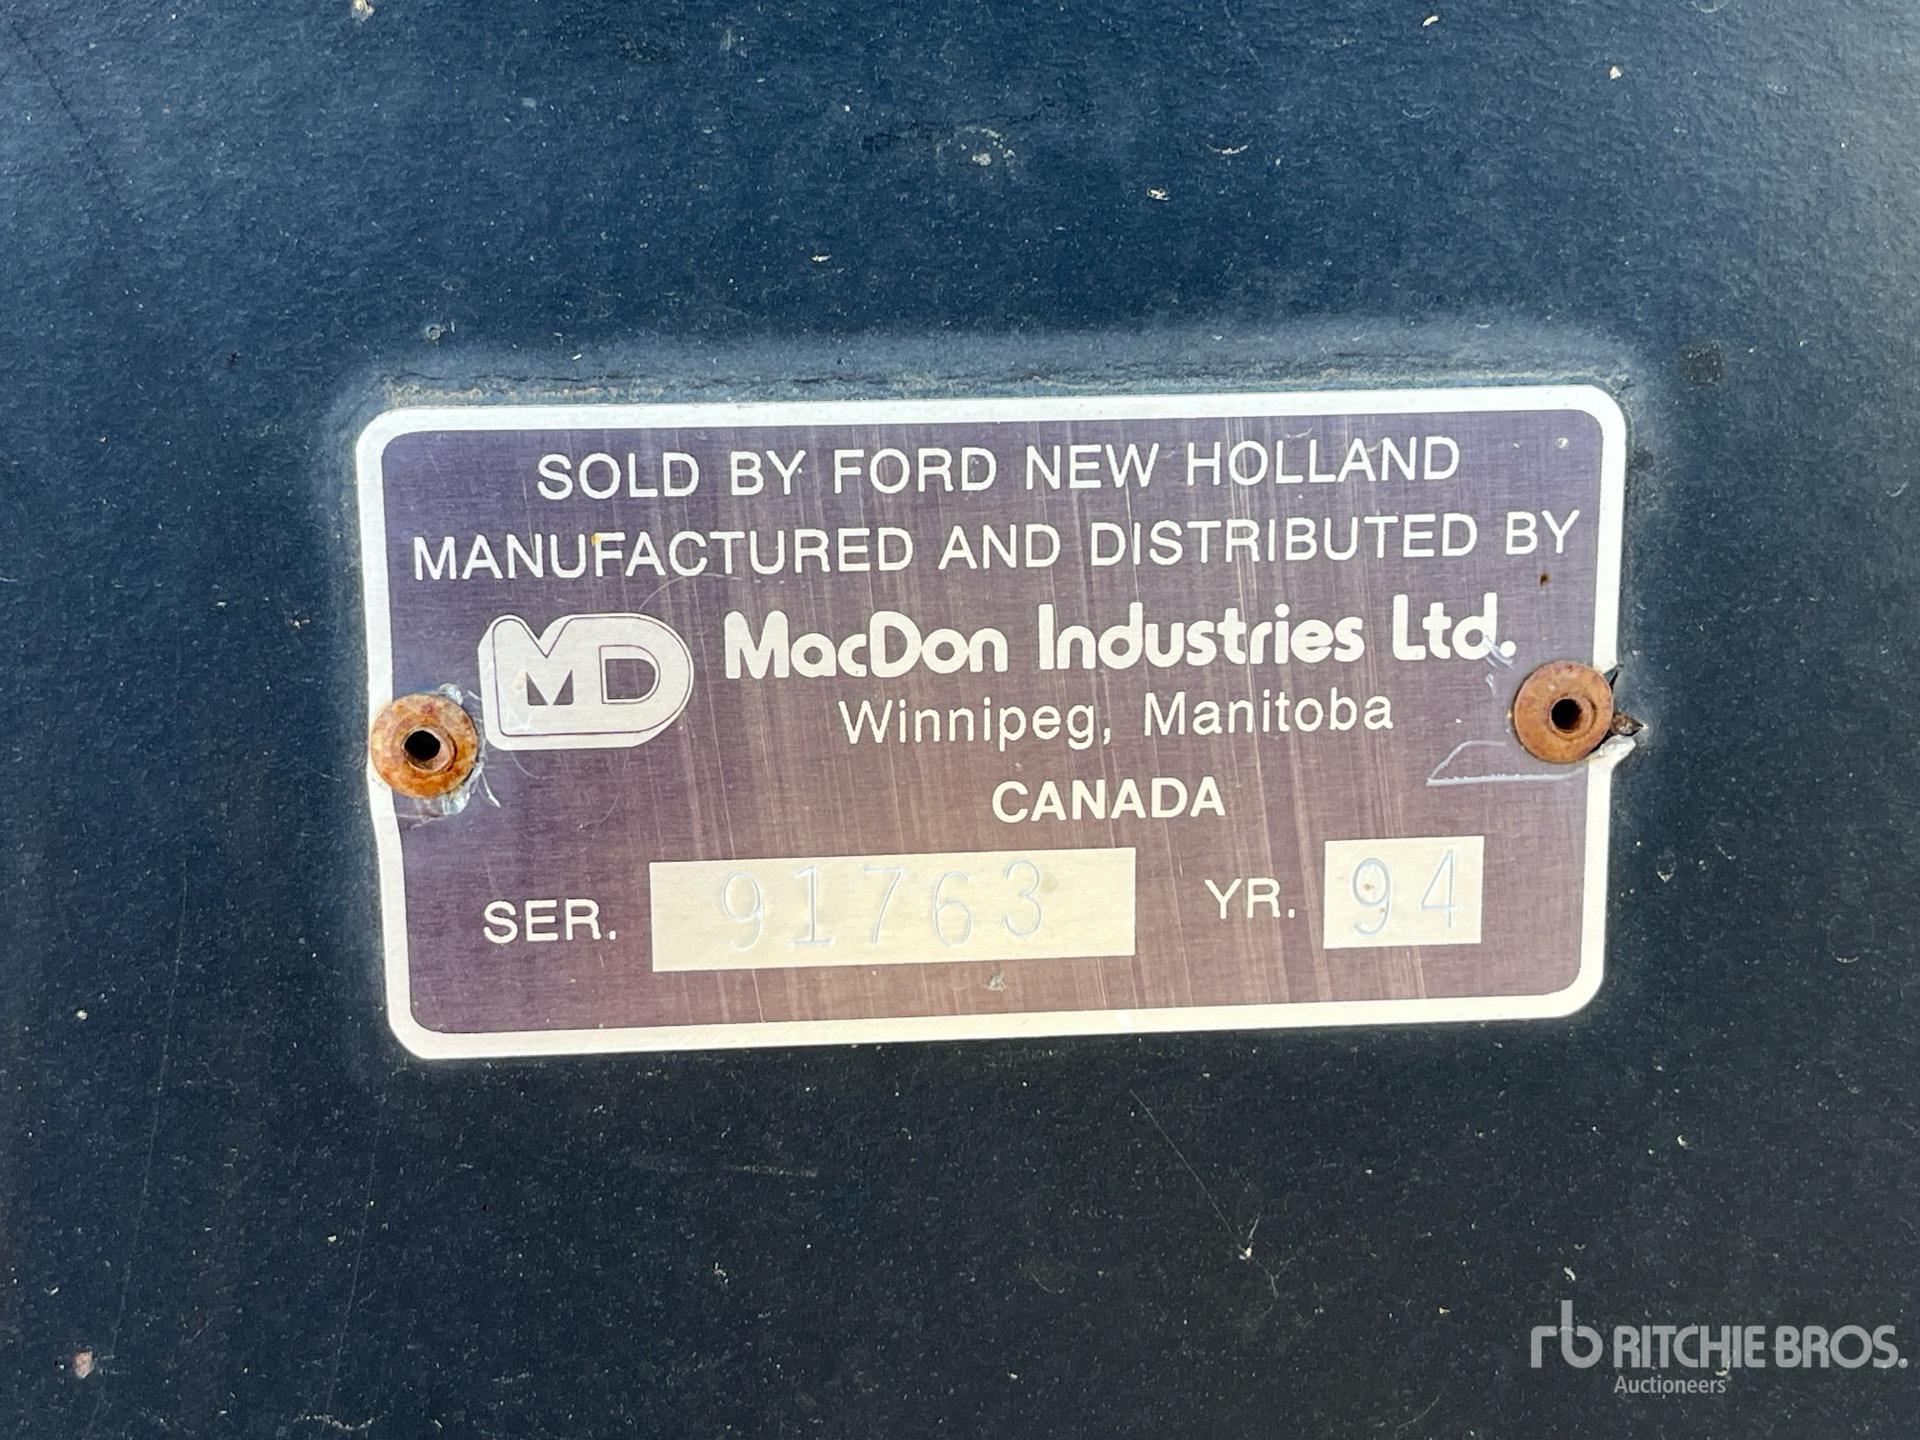 SOLD BY FORD NEW HOLLAND
MANUFACTURED AND DISTRIBUTED BY
MD MacDon Industries Ltd.
Winnipeg, Manitoba
CANADA
SER. 91763 YR. 94
rb RITCHIE BROS.
Auctioneers